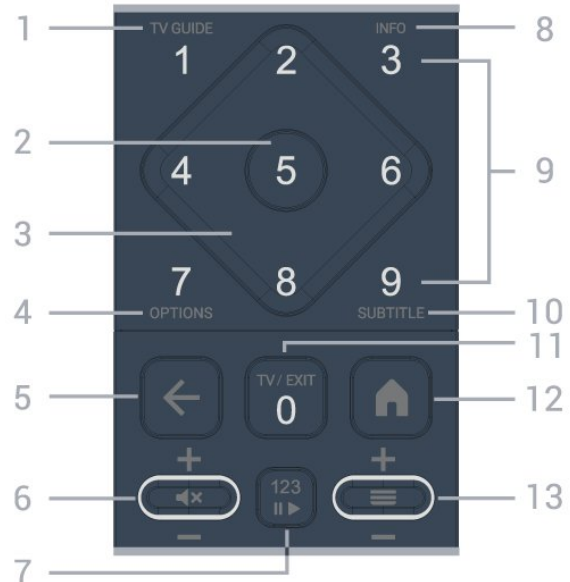 1 TV GUIDE INFO 8
1 2 3
2
4 5 6 9
3
7 8 9
4 OPTIONS SUBTITLE 10
11
TV / EXIT
5 0 12
+ +
6 123 13
- -
7